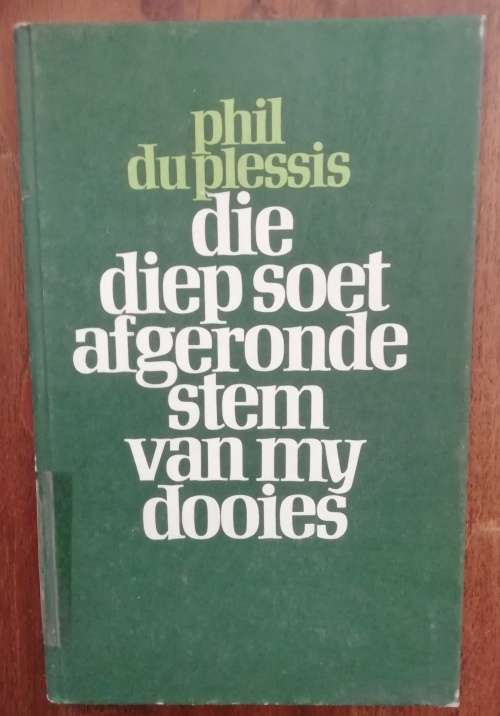 phil
du plessis
die
diep soet
afgeronde
stem
van my
dooies